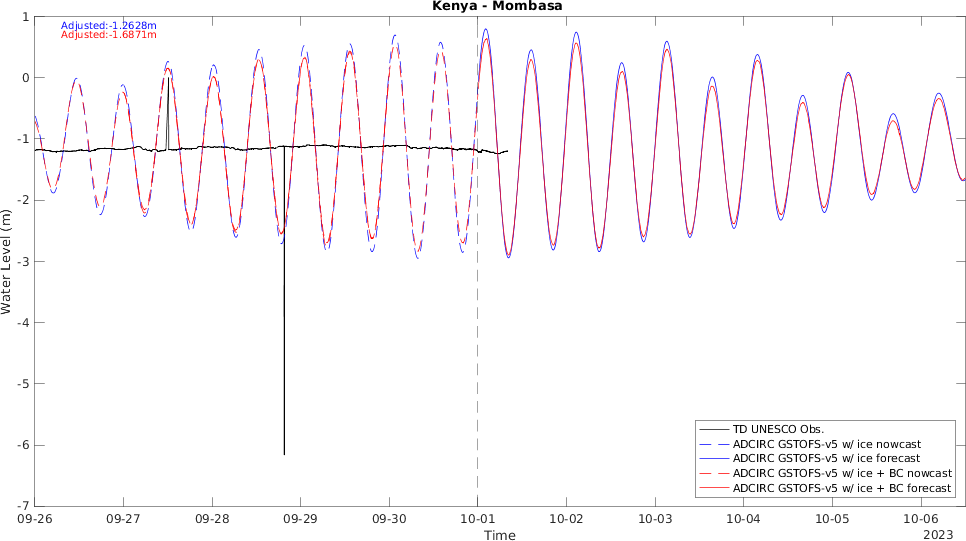 Kenya - Mombasa
Adjusted:-1.2628m
Adjusted:-1.6871m
Water Level (m)
1
0
-1
-2
-3
-4
-5
-6
-7
TD UNESCO Obs.
ADCIRC GSTOFS-v5 w/ ice nowcast
ADCIRC GSTOFS-v5 w/ ice forecast
ADCIRC GSTOFS-v5 w/ ice + BC nowcast
ADCIRC GSTOFS-v5 w/ ice + BC forecast
09-26 09-27 09-28 09-29 09-30 10-01 10-02 10-03 10-04 10-05 10-06
Time
2023